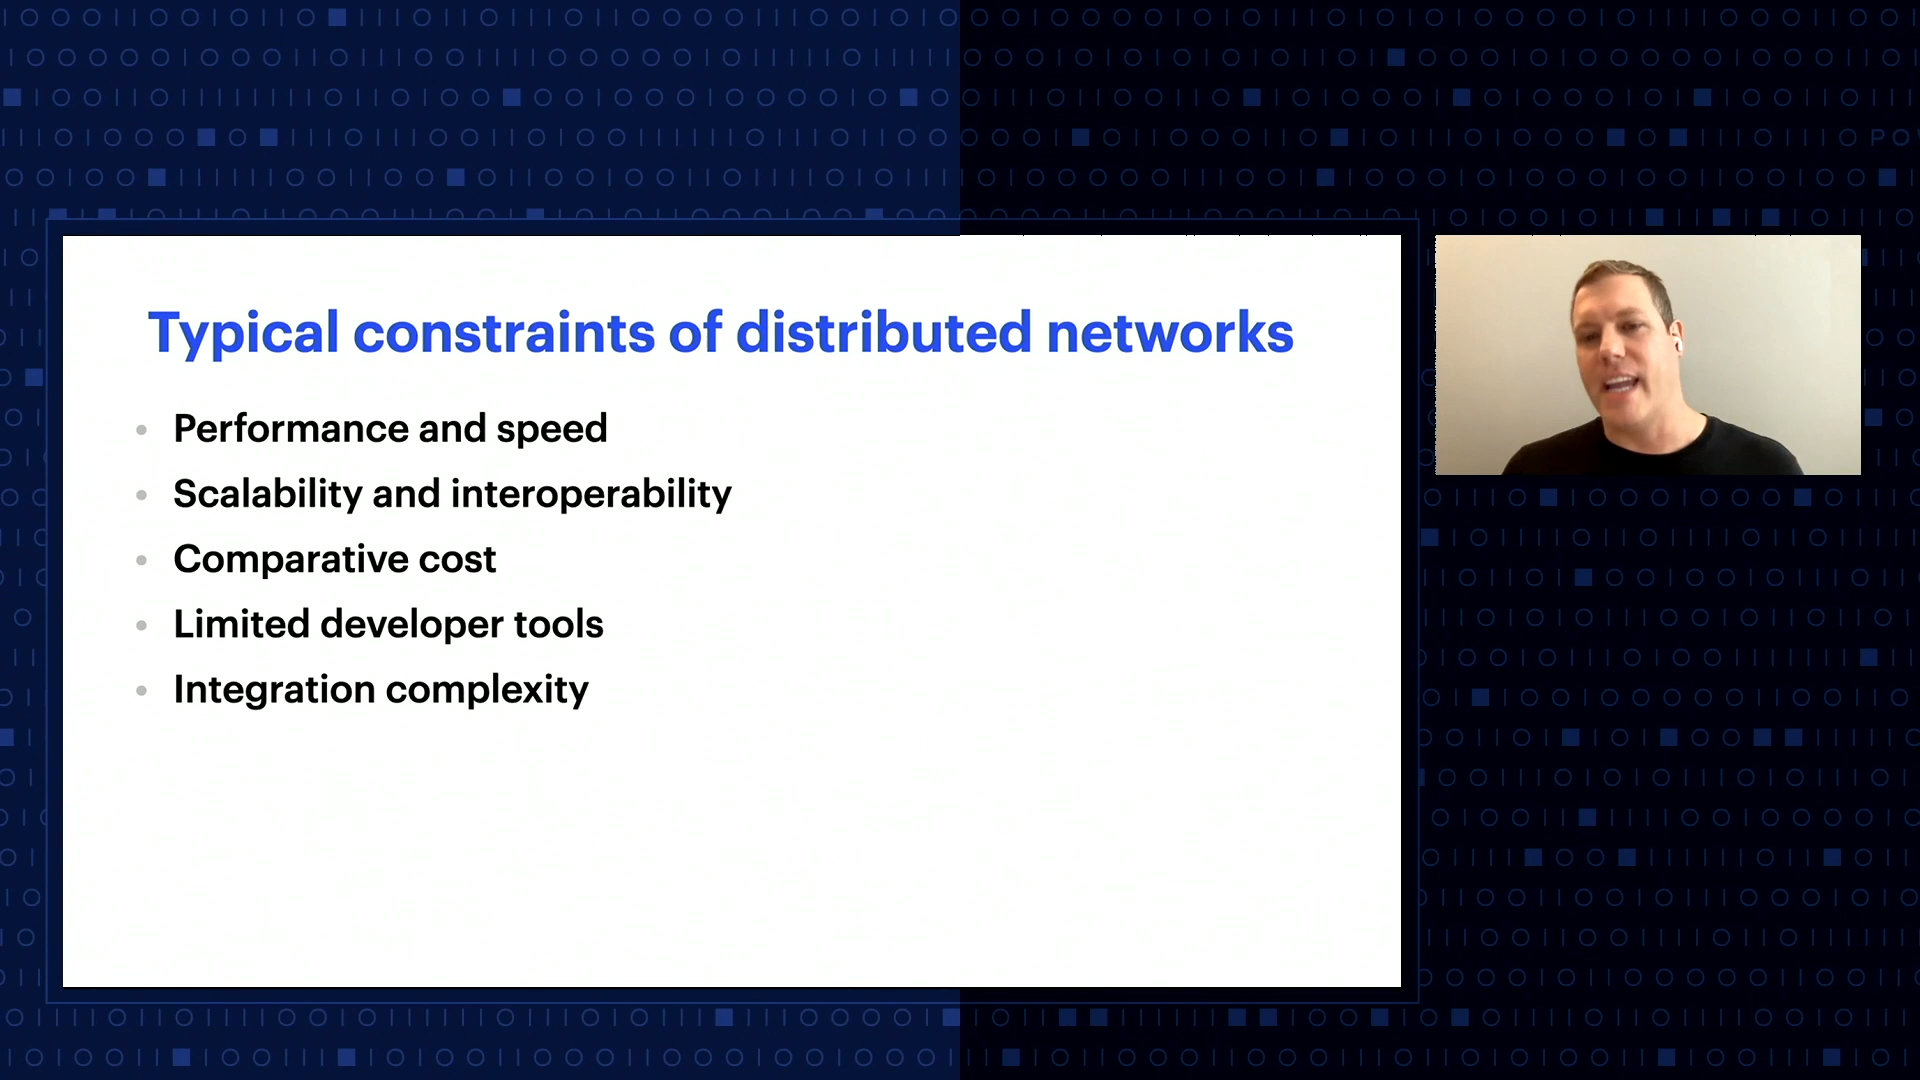 Typical constraints of distributed networks
Performance and speed
Scalability and interoperability
Comparative cost
Limited developer tools
Integration complexity